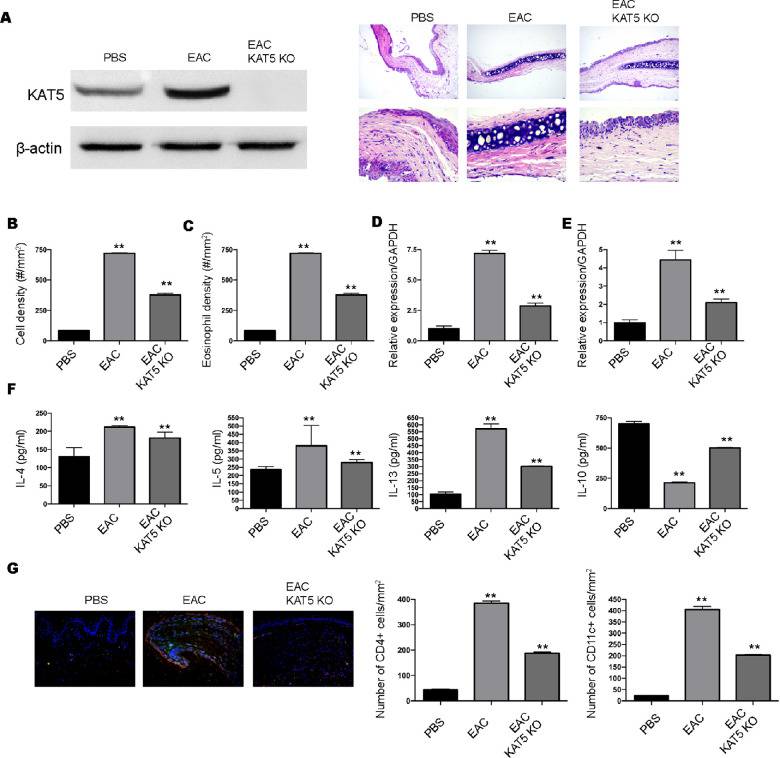 A
PBS
EAC
EAC
KAT5 KO
KAT5
β-actin
PBS
EAC
EAC
KAT5 KO
B
Cell density (#/mm²)
750
500
250
0
PBS
EAC
EAC
KAT5 KO
**
**
C
Eosinophil density (#/mm²)
750
500
250
0
PBS
EAC
EAC
KAT5 KO
**
**
D
Relative expression/GAPDH
7.5
5.0
2.5
0.0
PBS
EAC
EAC
KAT5 KO
**
**
E
Relative expression/GAPDH
5
4
3
2
1
0
PBS
EAC
EAC
KAT5 KO
**
**
F
IL-4 (pg/ml)
250
200
150
100
50
0
PBS
EAC
EAC
KAT5 KO
**
**
IL-5 (pg/ml)
550
500
450
400
350
300
250
200
150
100
50
0
PBS
EAC
EAC
KAT5 KO
**
**
IL-13 (pg/ml)
650
600
550
500
450
400
350
300
250
200
150
100
50
0
PBS
EAC
EAC
KAT5 KO
**
**
IL-10 (pg/ml)
750
500
250
0
PBS
EAC
EAC
KAT5 KO
**
**
G
PBS
EAC
EAC
KAT5 KO
Number of CD4+ cells/mm²
400
300
200
100
0
PBS
EAC
EAC
KAT5 KO
**
**
Number of CD11c+ cells/mm²
450
400
350
300
250
200
150
100
50
0
PBS
EAC
EAC
KAT5 KO
**
**